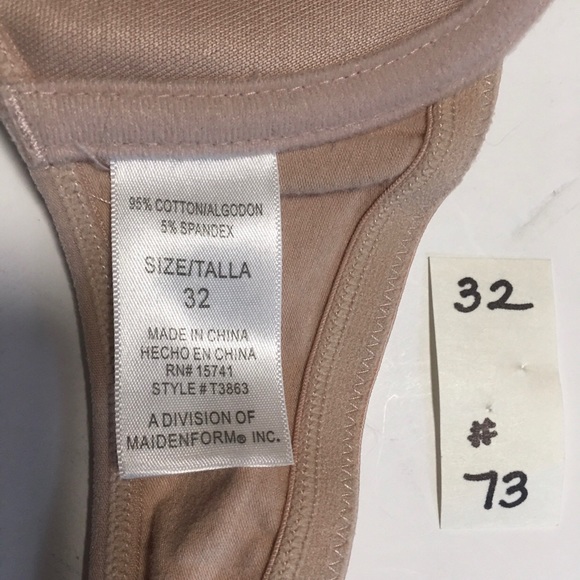 95% COTTON/ALGODON
5% SPANDEX
SIZE/TALLA
32
MADE IN CHINA
HECHO EN CHINA
RN# 15741
STYLE # T3863
A DIVISION OF
MAIDENFORM® INC.
32
#
73